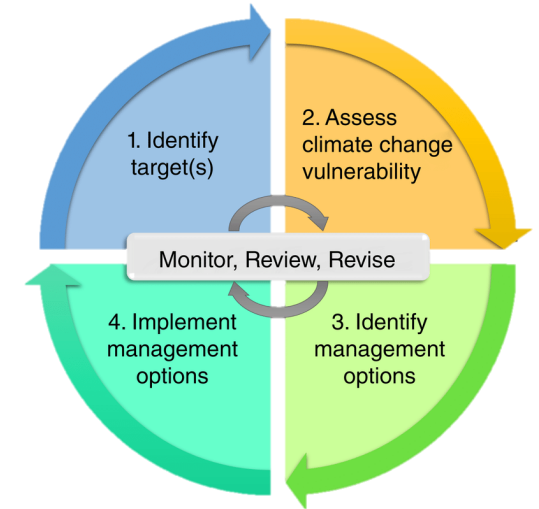 1. Identify
target(s)
2. Assess
climate change
vulnerability
Monitor, Review, Revise
4. Implement
management
options
3. Identify
management
options